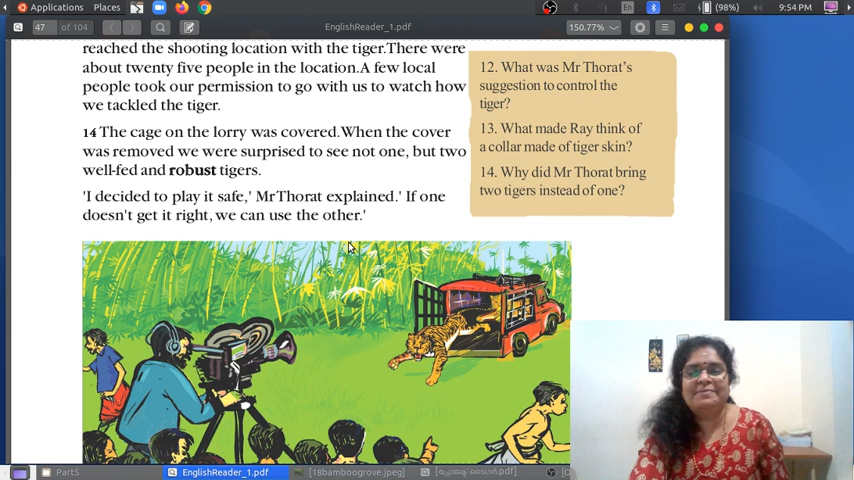 Applications Places En (98%) 9:54 PM
EnglishReader_1.pdf
47 of 104 150.77%
reached the shooting location with the tiger.There were
about twenty five people in the location.A few local
people took our permission to go with us to watch how
we tackled the tiger.
14 The cage on the lorry was covered.When the cover
was removed we were surprised to see not one, but two
well-fed and robust tigers.
'I decided to play it safe,' MrThorat explained.' If one
doesn't get it right, we can use the other.'
12. What was Mr Thorat's
suggestion to control the
tiger?
13. What made Ray think of
a collar made of tiger skin?
14. Why did Mr Thorat bring
two tigers instead of one?
Part5 EnglishReader_1.pdf [18bamboogrove.jpeg]